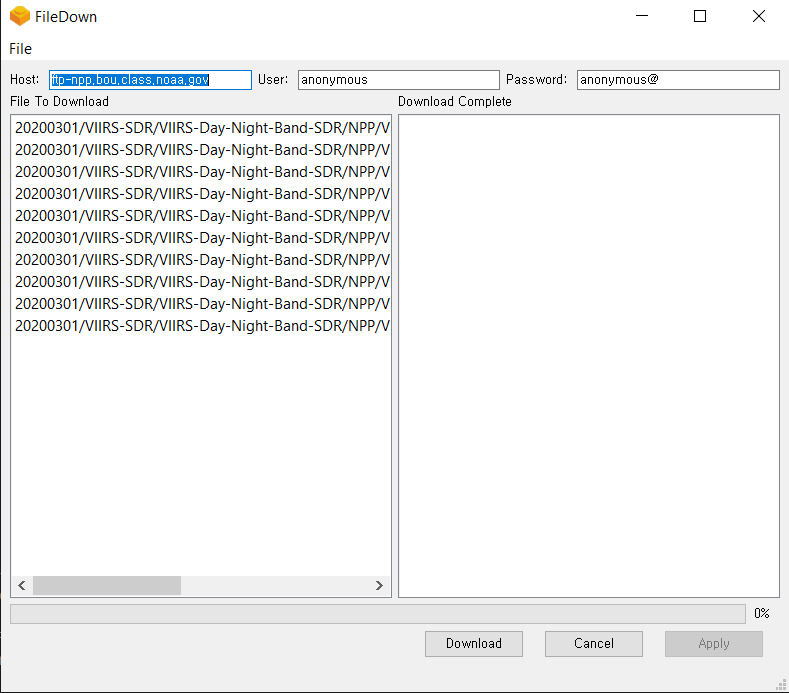 FileDown
File
Host: ftp-npp.bou.class.noaa.gov User: anonymous Password: anonymous@
File To Download Download Complete
20200301/VIIRS-SDR/VIIRS-Day-Night-Band-SDR/NPP/V
20200301/VIIRS-SDR/VIIRS-Day-Night-Band-SDR/NPP/V
20200301/VIIRS-SDR/VIIRS-Day-Night-Band-SDR/NPP/V
20200301/VIIRS-SDR/VIIRS-Day-Night-Band-SDR/NPP/V
20200301/VIIRS-SDR/VIIRS-Day-Night-Band-SDR/NPP/V
20200301/VIIRS-SDR/VIIRS-Day-Night-Band-SDR/NPP/V
20200301/VIIRS-SDR/VIIRS-Day-Night-Band-SDR/NPP/V
20200301/VIIRS-SDR/VIIRS-Day-Night-Band-SDR/NPP/V
20200301/VIIRS-SDR/VIIRS-Day-Night-Band-SDR/NPP/V
20200301/VIIRS-SDR/VIIRS-Day-Night-Band-SDR/NPP/V
0%
Download Cancel Apply